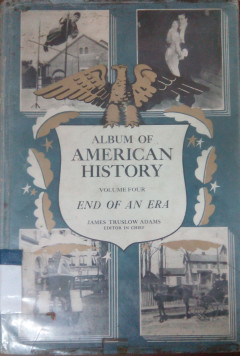 ALBUM OF
AMERICAN
HISTORY
VOLUME FOUR
END OF AN ERA
JAMES TRUSLOW ADAMS
EDITOR IN CHIEF